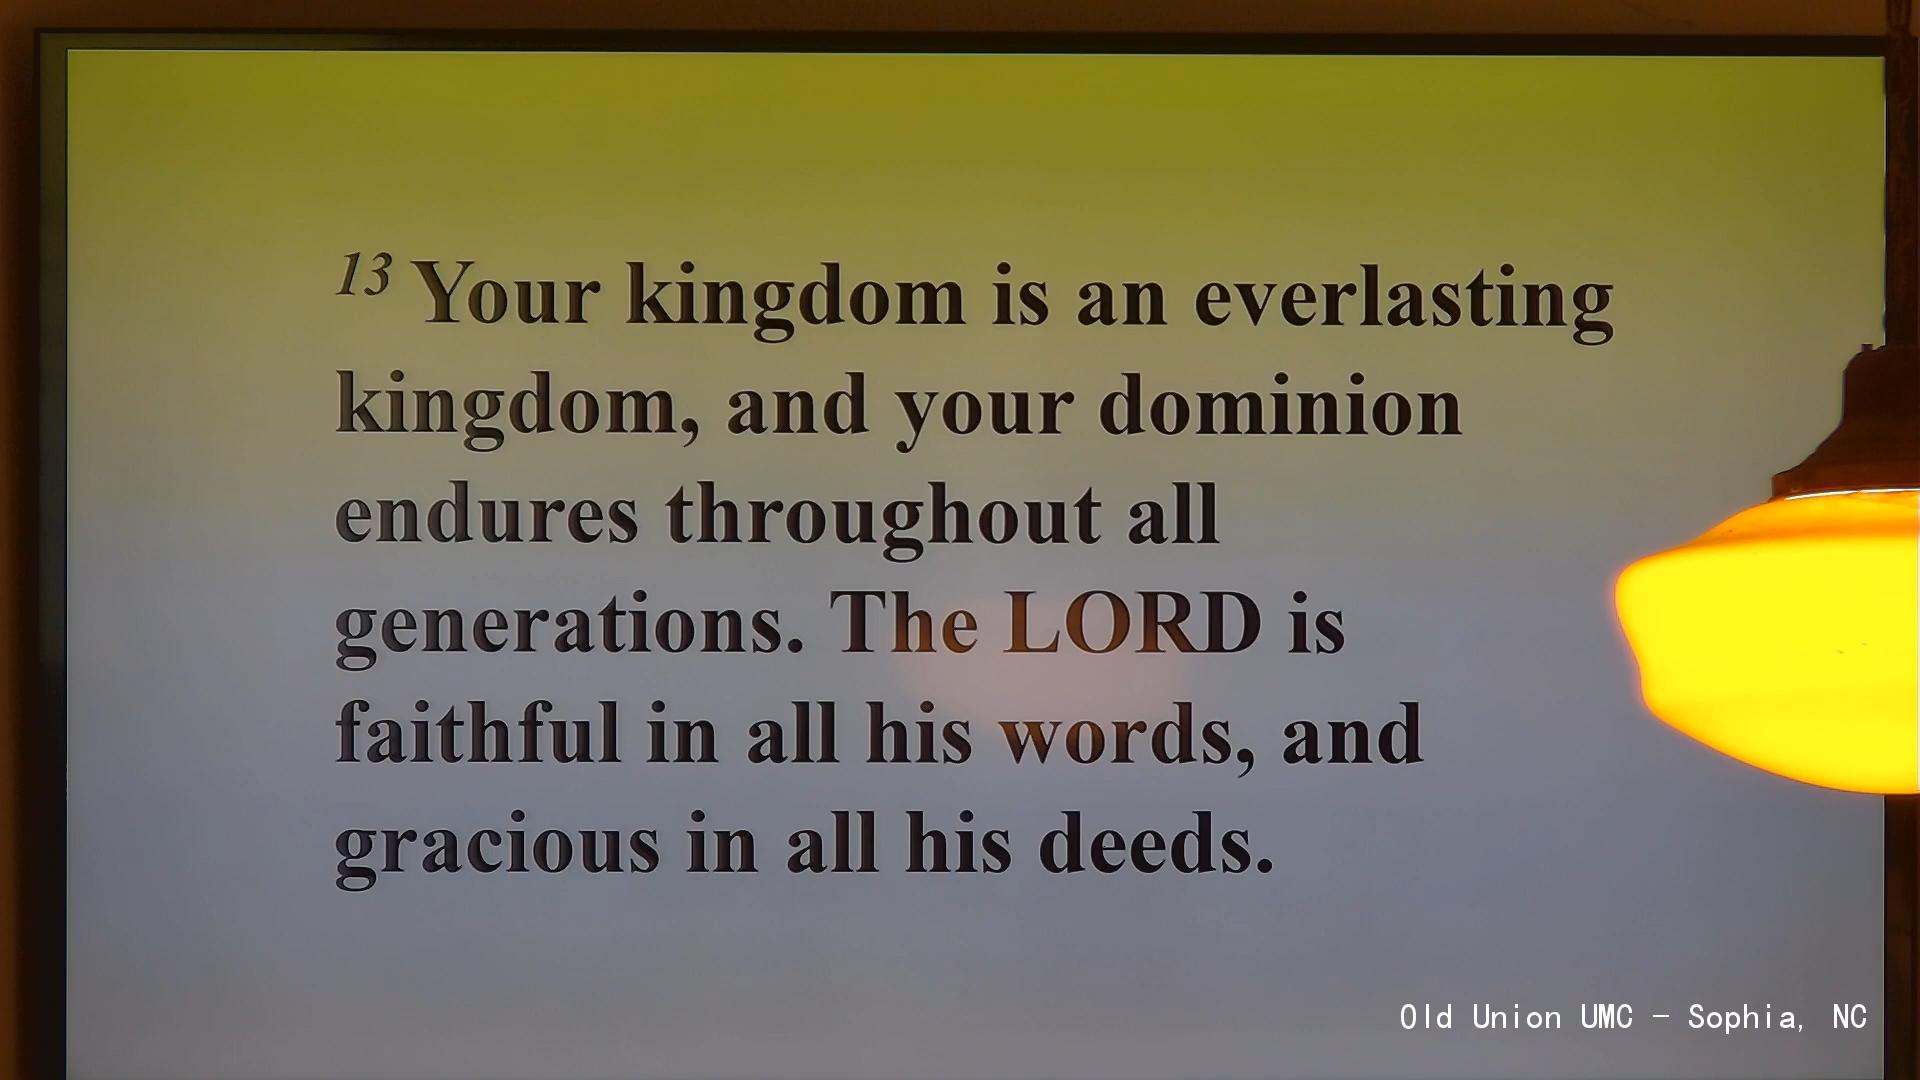 13 Your kingdom is an everlasting
kingdom, and your dominion
endures throughout all
generations. The LORD is
faithful in all his words, and
gracious in all his deeds.
Old Union UMC - Sophia, NC